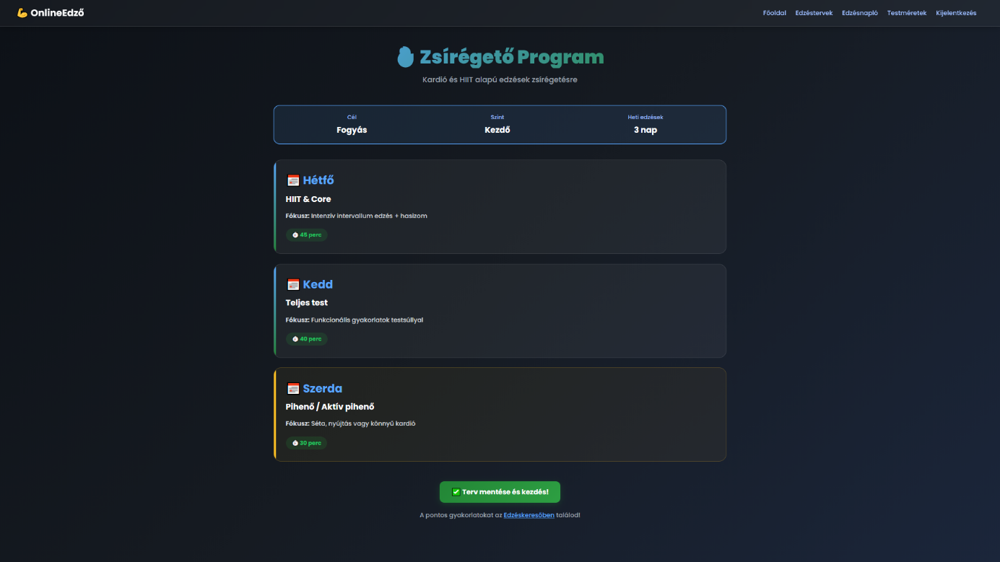 OnlineEdző
Főoldal Edzéstervek Edzésnapló Testméretek Kijelentkezés
Zsírégető Program
Kardió és HIIT alapú edzések zsírégetésre
Cél Szint Heti edzések
Fogyás Kezdő 3 nap
Hétfő
HIIT & Core
Fókusz: Intenzív intervallum edzés + hasizom
45 perc
Kedd
Teljes test
Fókusz: Funkcionális gyakorlatok testsúllyal
40 perc
Szerda
Pihenő / Aktív pihenő
Fókusz: Séta, nyújtás vagy könnyű kardió
30 perc
Terv mentése és kezdés!
A pontos gyakorlatokat az Edzéskeresőben találod!